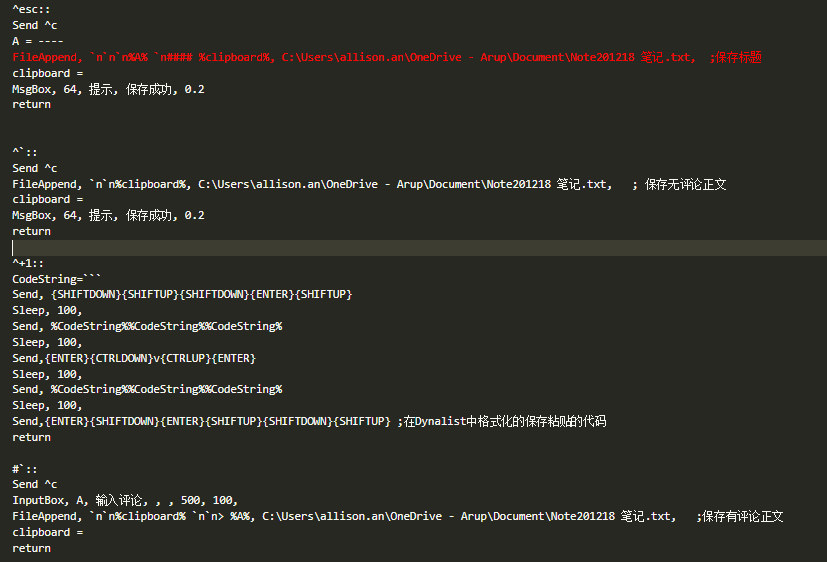 ^esc::
Send ^c
A = ----
FileAppend, `n`n`n%A% `n#### %clipboard%, C:\Users\allison.an\OneDrive - Arup\Document\Note201218 笔记.txt,  ;保存标题
clipboard =
MsgBox, 64, 提示, 保存成功, 0.2
return
^`::
Send ^c
FileAppend, `n`n%clipboard%, C:\Users\allison.an\OneDrive - Arup\Document\Note201218 笔记.txt,   ; 保存无评论正文
clipboard =
MsgBox, 64, 提示, 保存成功, 0.2
return
^+1::
CodeString=```
Send, {SHIFTDOWN}{SHIFTUP}{SHIFTDOWN}{ENTER}{SHIFTUP}
Sleep, 100,
Send, %CodeString%%CodeString%%CodeString%
Sleep, 100,
Send,{ENTER}{CTRLDOWN}v{CTRLUP}{ENTER}
Sleep, 100,
Send, %CodeString%%CodeString%%CodeString%
Sleep, 100,
Send,{ENTER}{SHIFTDOWN}{ENTER}{SHIFTUP}{SHIFTDOWN}{SHIFTUP} ;在Dynalist中格式化的保存粘贴的代码
return
#`::
Send ^c
InputBox, A, 输入评论, , , 500, 100,
FileAppend, `n`n%clipboard% `n`n> %A%, C:\Users\allison.an\OneDrive - Arup\Document\Note201218 笔记.txt,   ;保存有评论正文
clipboard =
return